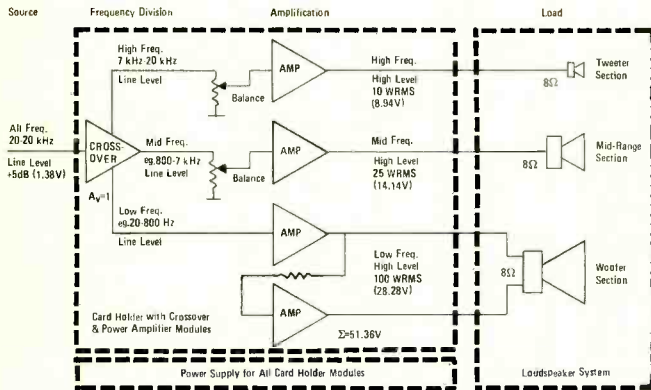 Source
Frequency Division
Amplification
Load
High Freq.
7 kHz-20 kHz
Line Level
Balance
AMP
High Freq.
High Level
10 WRMS
(8.94V)
8Ω
Tweeter
Section
All Freq.
20-20 kHz
Line Level
+5dB (1.38V)
CROSS-
OVER
Av=1
Mid Freq.
eg.800-7 kHz
Line Level
Balance
AMP
Mid Freq.
High Level
25 WRMS
(14.14V)
8Ω
Mid-Range
Section
Low Freq.
eg.20-800 Hz
Line Level
AMP
Low Freq.
High Level
100 WRMS
(28.28V)
8Ω
Woofer
Section
AMP
Σ=51.36V
Card Holder with Crossover
& Power Amplifier Modules
Power Supply for All Card Holder Modules
Loudspeaker System